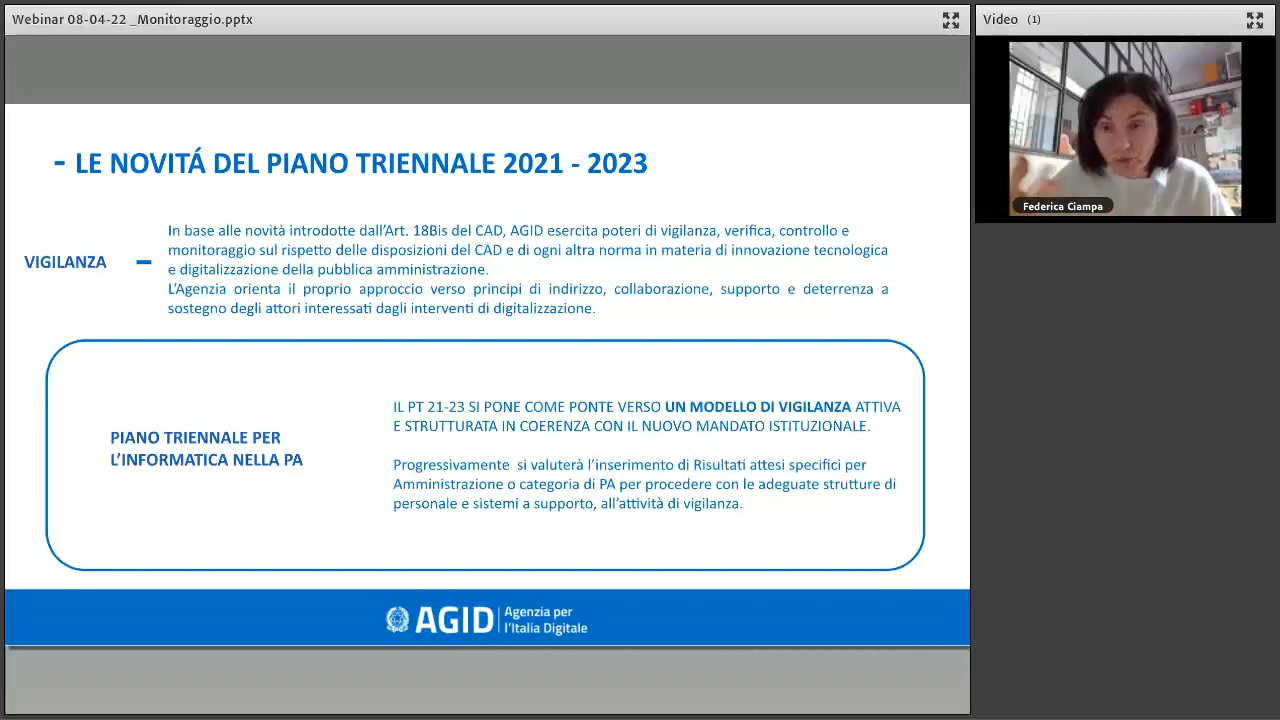 Webinar 08-04-22 _Monitoraggio.pptx
Video (1)
Federica Ciampa
- LE NOVITÁ DEL PIANO TRIENNALE 2021 - 2023
VIGILANZA –
In base alle novità introdotte dall'Art. 18Bis del CAD, AGID esercita poteri di vigilanza, verifica, controllo e
monitoraggio sul rispetto delle disposizioni del CAD e di ogni altra norma in materia di innovazione tecnologica
e digitalizzazione della pubblica amministrazione.
L'Agenzia orienta il proprio approccio verso principi di indirizzo, collaborazione, supporto e deterrenza a
sostegno degli attori interessati dagli interventi di digitalizzazione.
PIANO TRIENNALE PER
L'INFORMATICA NELLA PA
IL PT 21-23 SI PONE COME PONTE VERSO UN MODELLO DI VIGILANZA ATTIVA
E STRUTTURATA IN COERENZA CON IL NUOVO MANDATO ISTITUZIONALE.
Progressivamente si valuterà l'inserimento di Risultati attesi specifici per
Amministrazione o categoria di PA per procedere con le adeguate strutture di
personale e sistemi a supporto, all'attività di vigilanza.
AGID
Agenzia per
l'Italia Digitale